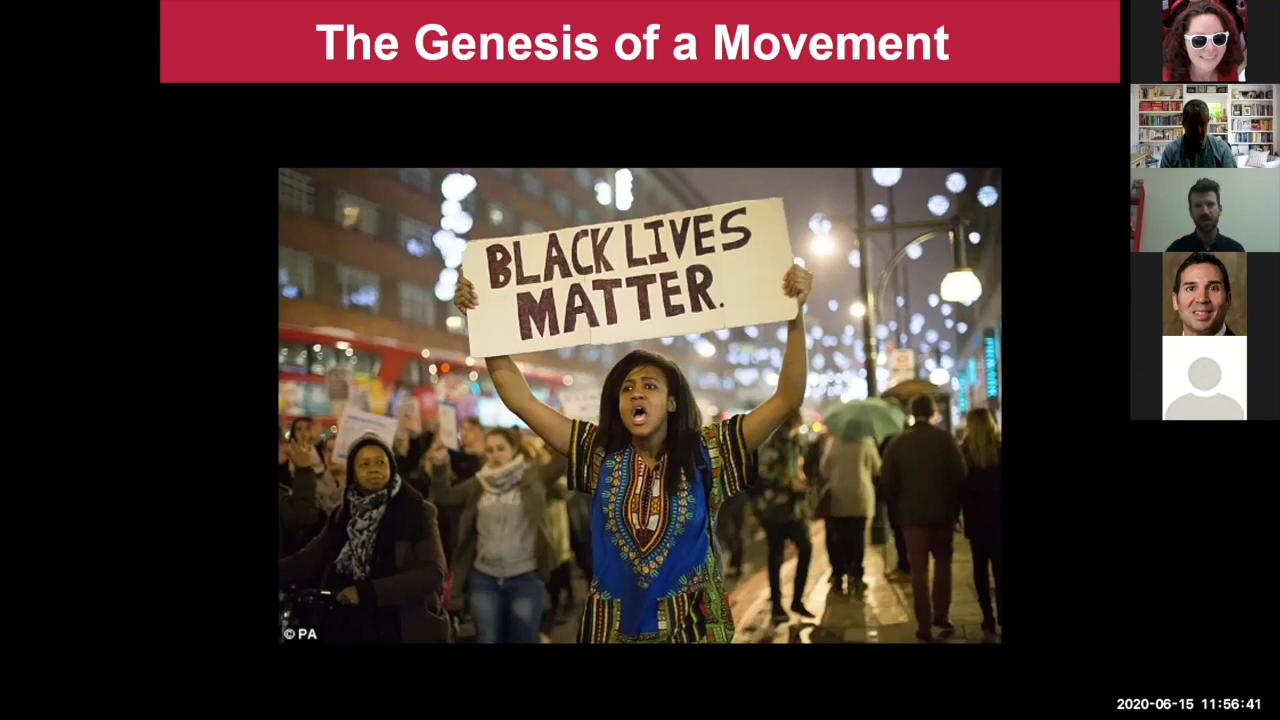 The Genesis of a Movement
BLACK LIVES
MATTER.
© PA
2020-06-15 11:56:41